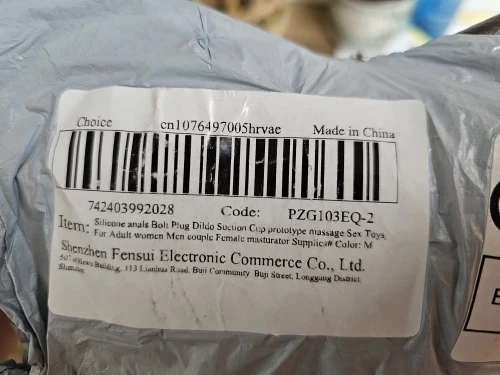 Choice cn1076497005hrvae Made in China
742403992028 Code: PZG103EQ-2
Item: Silicone anals Bolt Plug Dildo Suction Cup prototype massage Sex Toys
For Adult women Men couple Female masturator Supplies# Color: M
Shenzhen Fensui Electronic Commerce Co., Ltd.
Building, 113 Lianhua Road, Buji Community, Buji Street, Longgang District,
Shenzhen